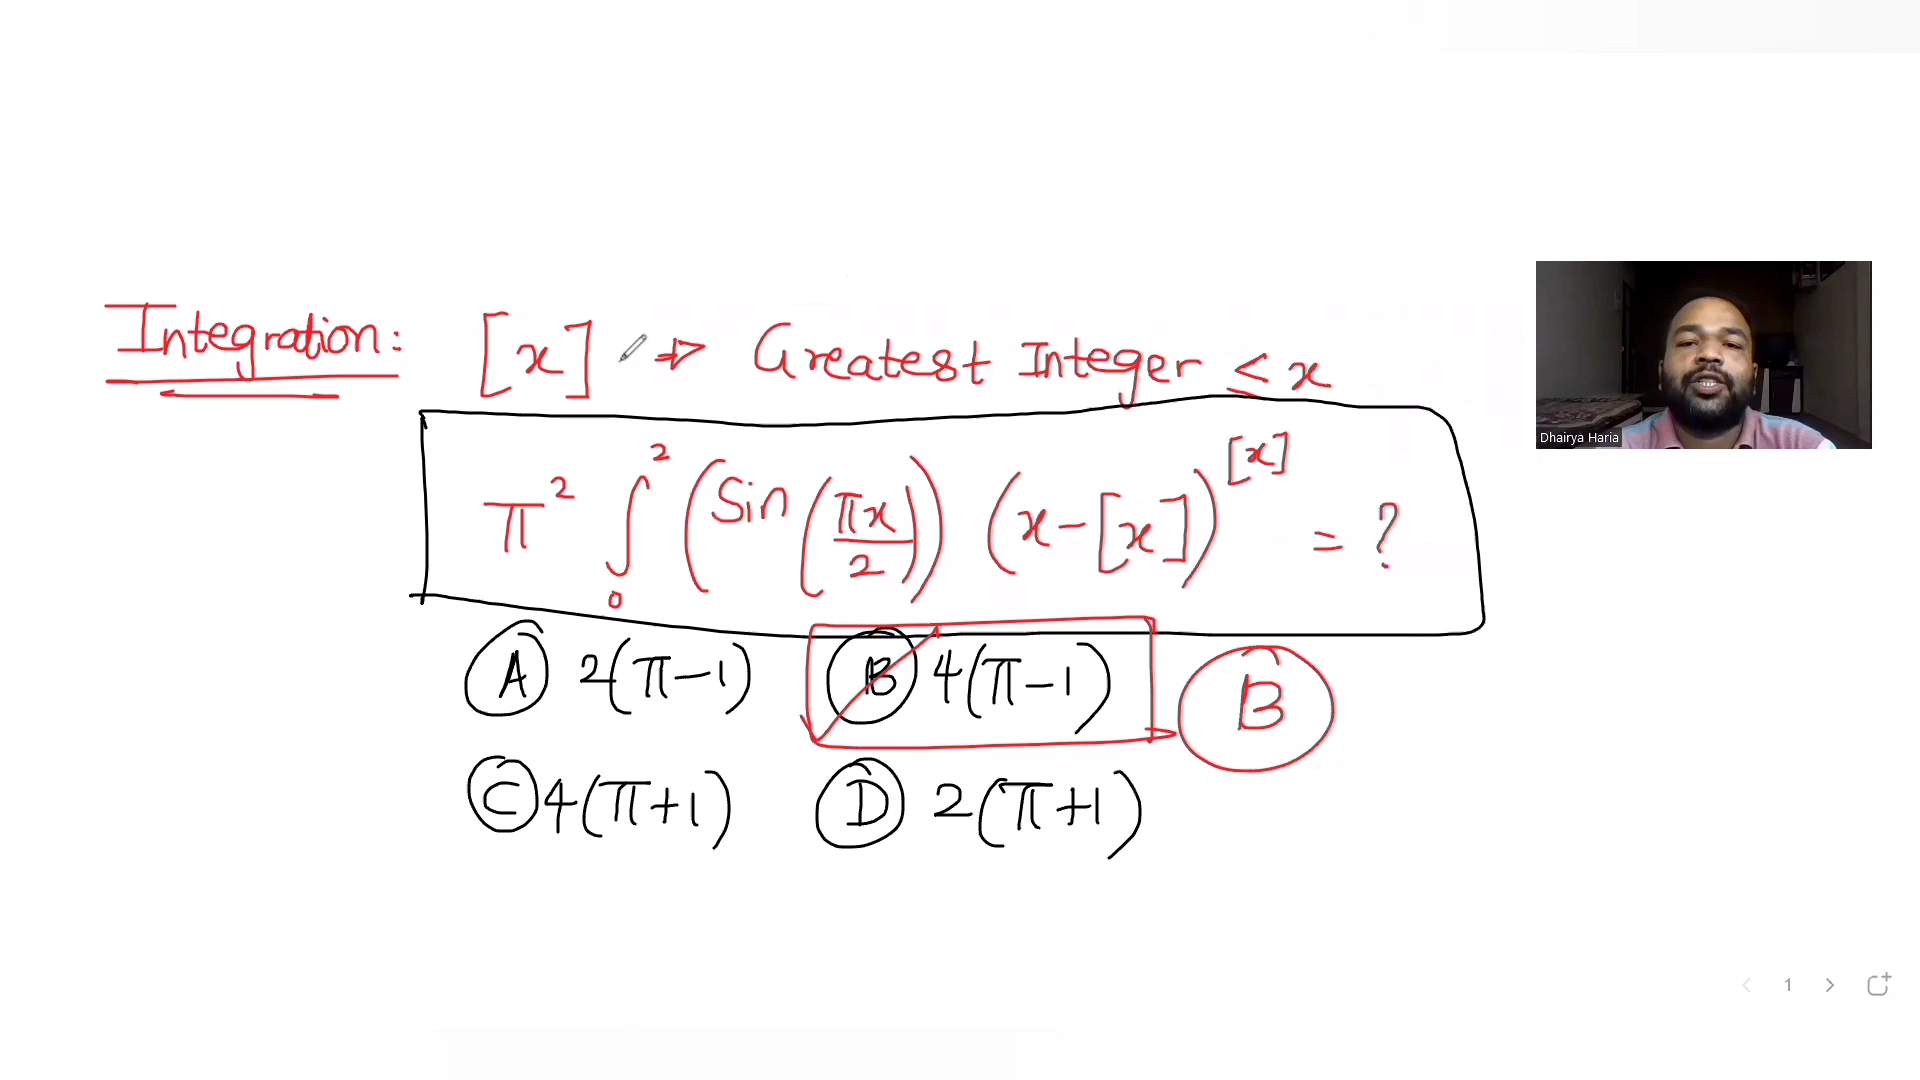 Integration: [x] ⇒ Greatest Integer ≤ x
π² ∫₀² (Sin(πx/2)) (x-[x])^[x] = ?
A 2(π-1) B 4(π-1) B
C 4(π+1) D 2(π+1)
Dhairya Haria
1